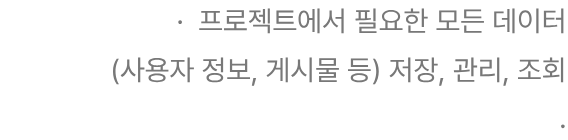 · 프로젝트에서 필요한 모든 데이터
(사용자 정보, 게시물 등) 저장, 관리, 조회
.